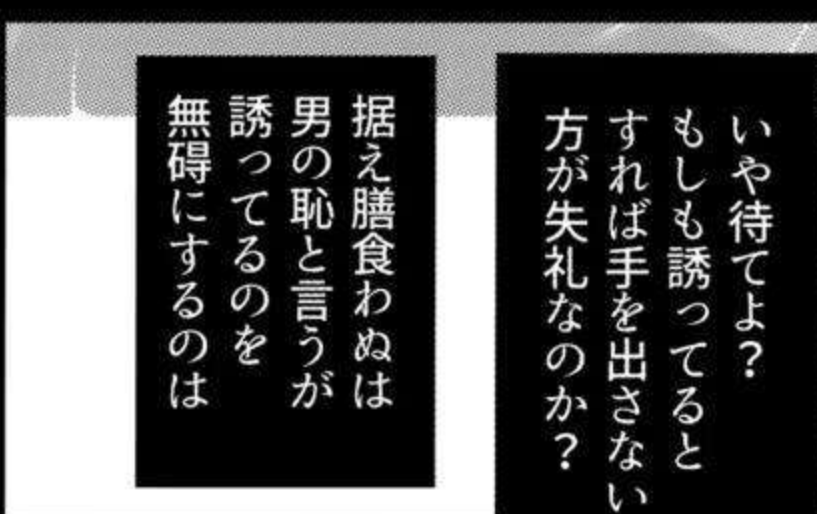 いや待てよ？
もしも誘ってると
すれば手を出さない
方が失礼なのか？
据え膳食わぬは
男の恥と言うが
誘ってるのを
無碍にするのは